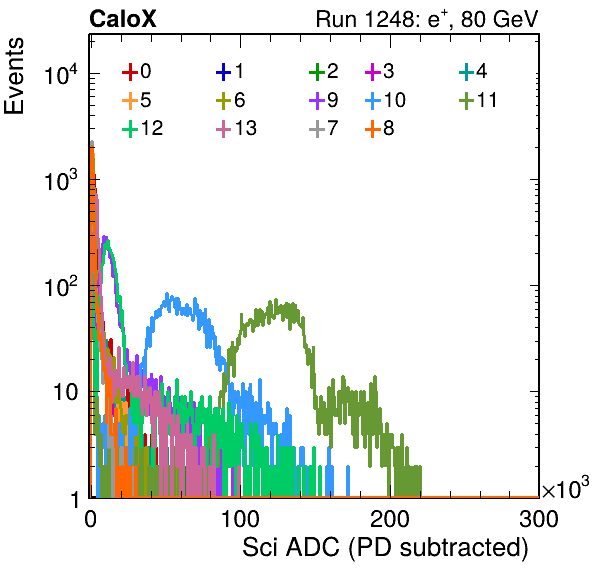 CaloX Run 1248: e⁺, 80 GeV
Events
0 1 2 3 4
5 6 9 10 11
12 13 7 8
10⁴
10³
10²
10
1
0 100 200 300
×10³
Sci ADC (PD subtracted)